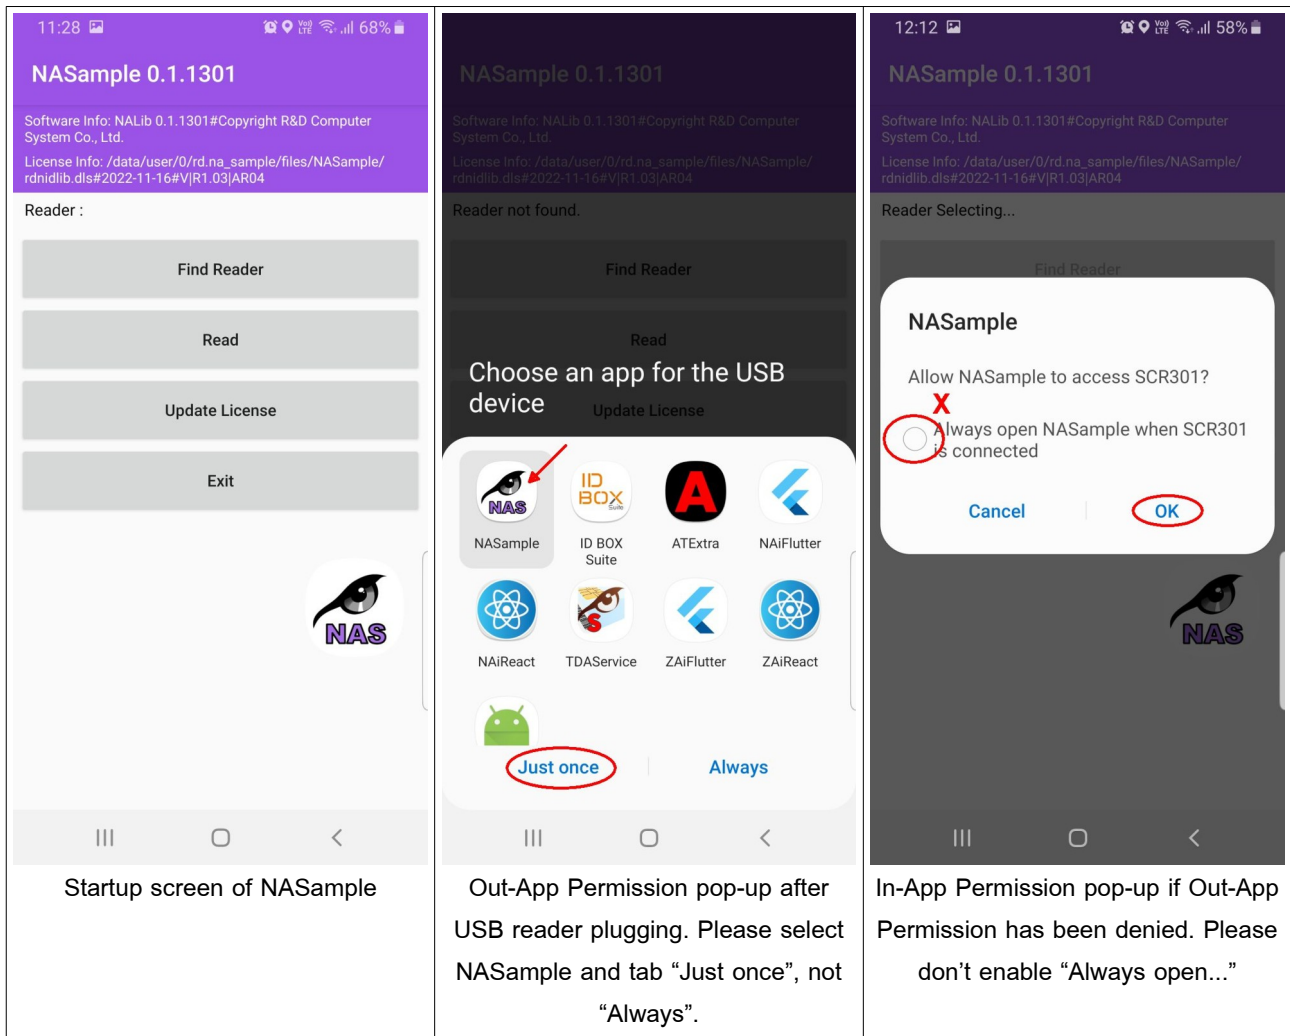 11:28
68%
NASample 0.1.1301
Software Info: NALib 0.1.1301#Copyright R&D Computer
System Co., Ltd.
License Info: /data/user/0/rd.na_sample/files/NASample/
rdnidlib.dls#2022-11-16#V|R1.03|AR04
Reader :
Find Reader
Read
Update License
Exit
NAS
Startup screen of NASample
NASample 0.1.1301
Software Info: NALib 0.1.1301#Copyright R&D Computer
System Co., Ltd.
License Info: /data/user/0/rd.na_sample/files/NASample/
rdnidlib.dls#2022-11-16#V|R1.03|AR04
Reader not found.
Find Reader
Read
Update License
Choose an app for the USB
device
NAS
ID
BOX
Suite
A
NASample
ID BOX
Suite
ATExtra
NAiFlutter
S
NAiReact
TDAService
ZAiFlutter
ZAiReact
Just once
Always
Out-App Permission pop-up after
USB reader plugging. Please select
NASample and tab “Just once”, not
“Always”.
12:12
58%
NASample 0.1.1301
Software Info: NALib 0.1.1301#Copyright R&D Computer
System Co., Ltd.
License Info: /data/user/0/rd.na_sample/files/NASample/
rdnidlib.dls#2022-11-16#V|R1.03|AR04
Reader Selecting...
Find Reader
NASample
Allow NASample to access SCR301?
X
Always open NASample when SCR301
is connected
Cancel
OK
NAS
In-App Permission pop-up if Out-App
Permission has been denied. Please
don’t enable “Always open...”